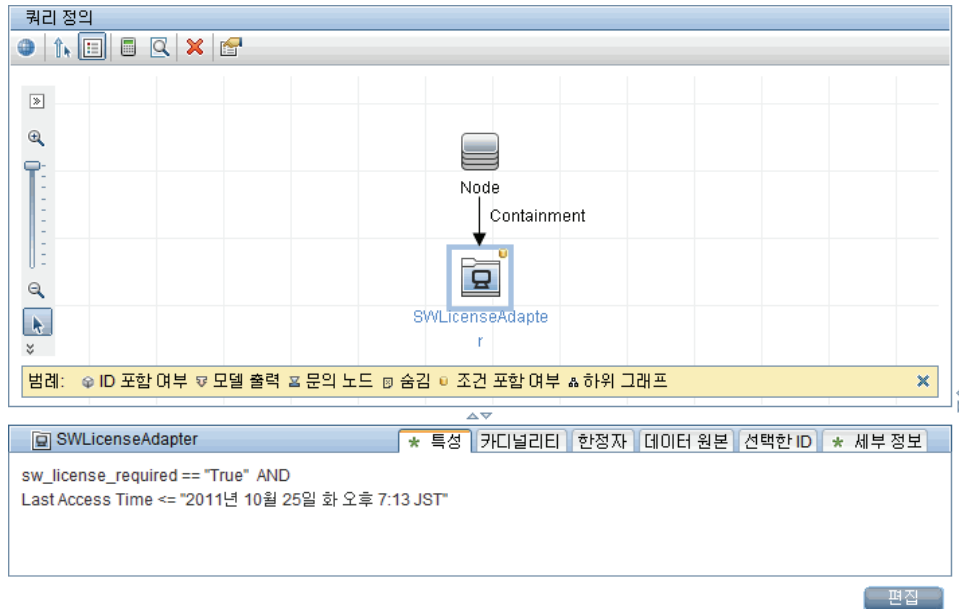 쿼리 정의
Node
Containment
SWLicenseAdapte
r
범례: ID 포함 여부 모델 출력 문의 노드 숨김 조건 포함 여부 하위 그래프
SWLicenseAdapter 특성 카디널리티 한정자 데이터 원본 선택한 ID 세부 정보
sw_license_required == "True" AND
Last Access Time <= "2011년 10월 25일 화 오후 7:13 JST"
편집